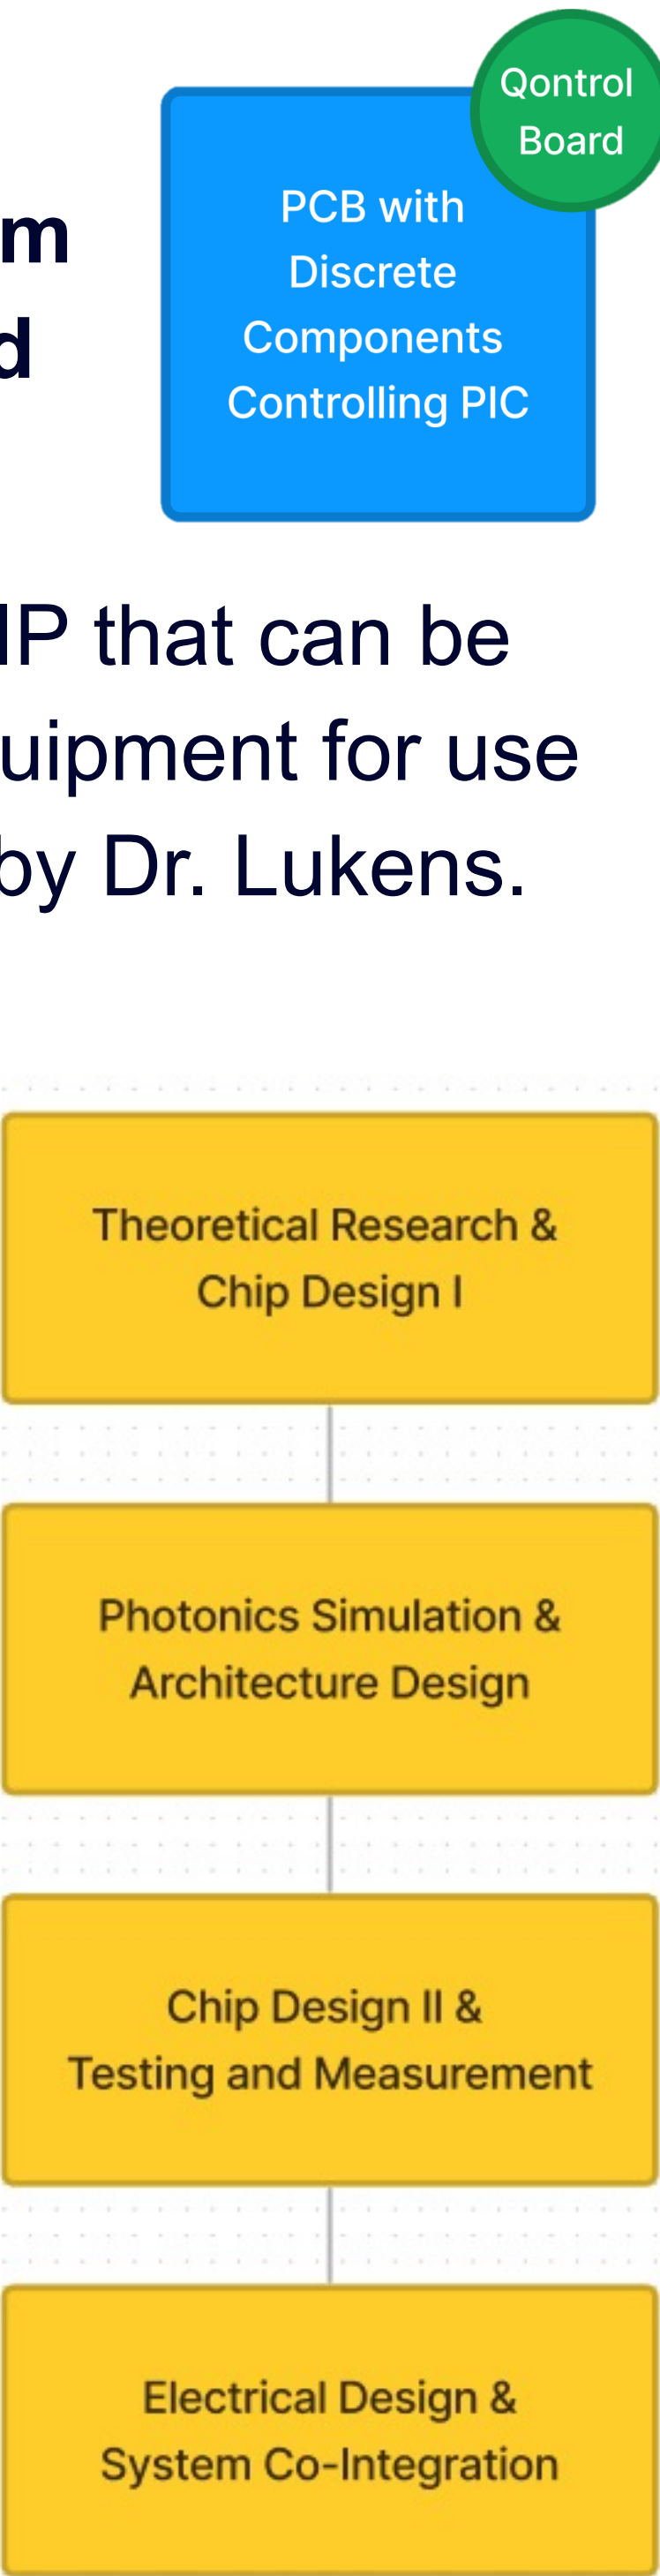 Qontrol
Board
PCB with
Discrete
Components
Controlling PIC
m
d
IP that can be
uipment for use
by Dr. Lukens.
Theoretical Research &
Chip Design I
Photonics Simulation &
Architecture Design
Chip Design II &
Testing and Measurement
Electrical Design &
System Co-Integration